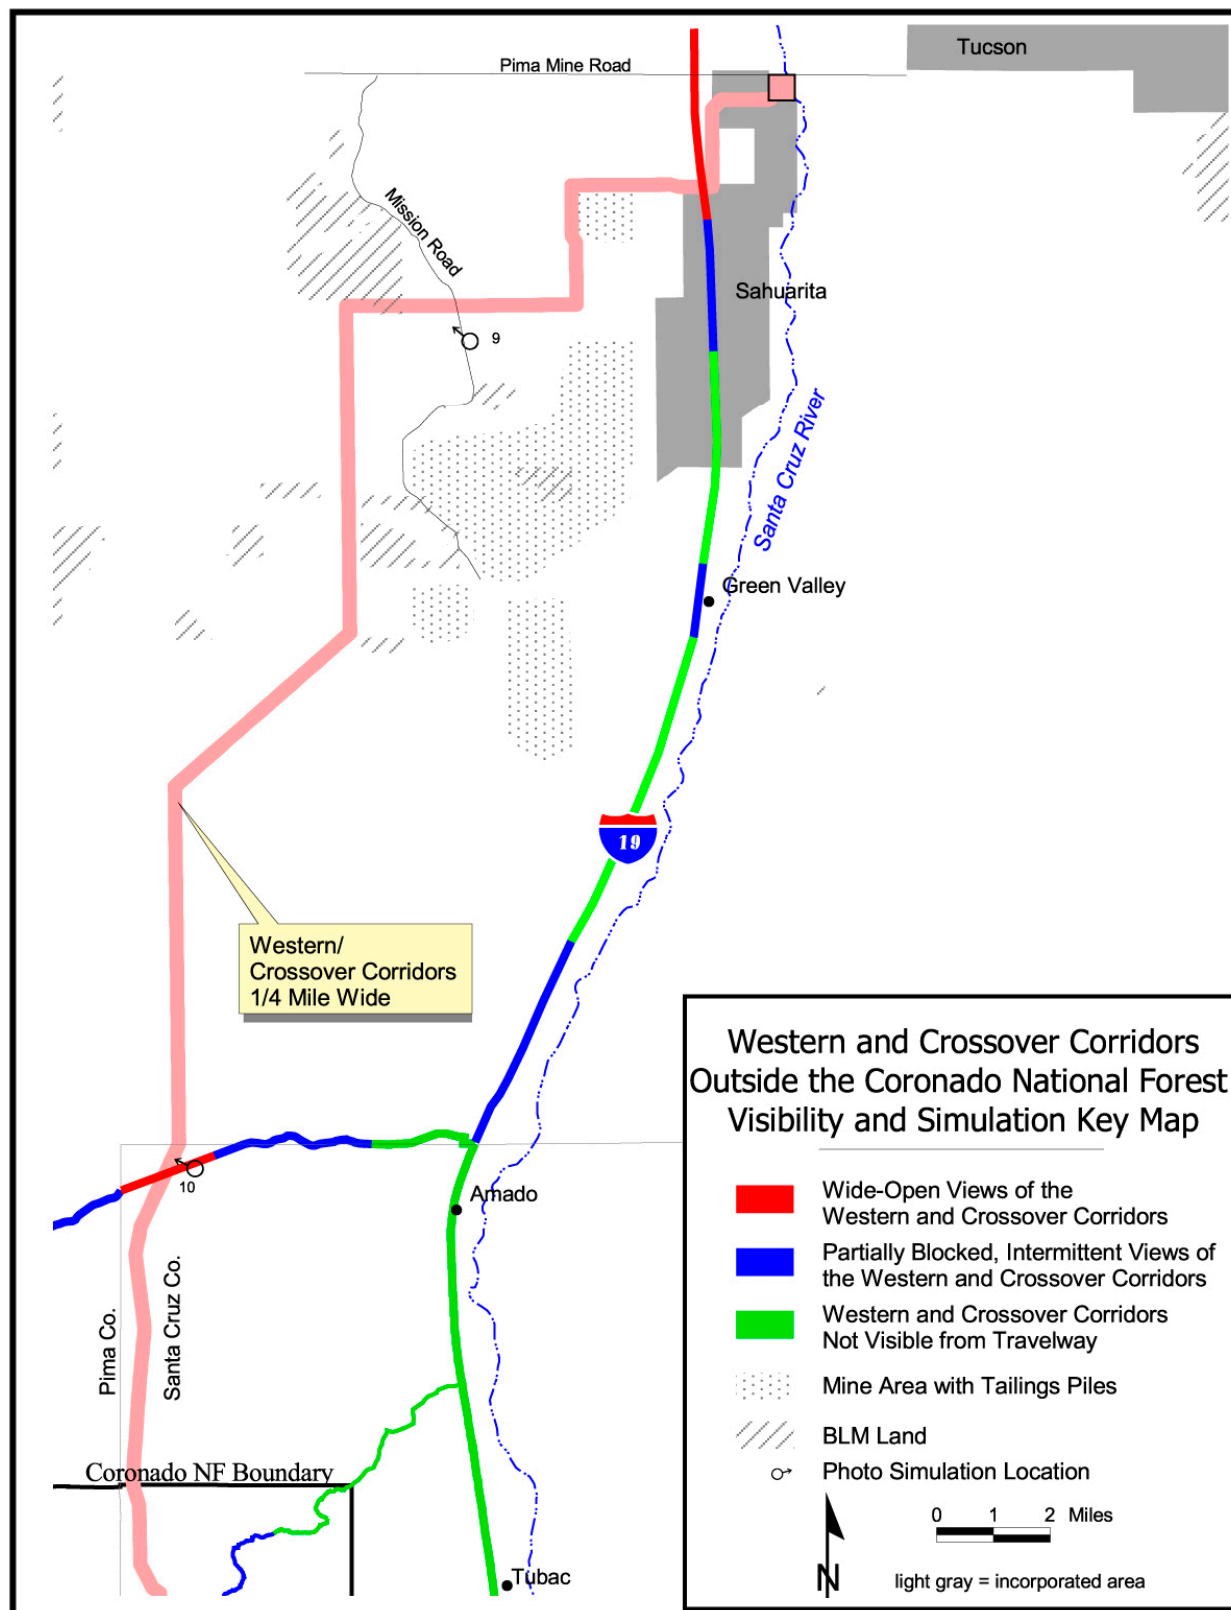 Tucson
Pima Mine Road
Mission Road
9
Sahuarita
Santa Cruz River
Green Valley
19
Western/
Crossover Corridors
1/4 Mile Wide
10
Amado
Pima Co.
Santa Cruz Co.
Coronado NF Boundary
Tubac
Western and Crossover Corridors
Outside the Coronado National Forest
Visibility and Simulation Key Map
Wide-Open Views of the
Western and Crossover Corridors
Partially Blocked, Intermittent Views of
the Western and Crossover Corridors
Western and Crossover Corridors
Not Visible from Travelway
Mine Area with Tailings Piles
BLM Land
Photo Simulation Location
0 1 2 Miles
N
light gray = incorporated area